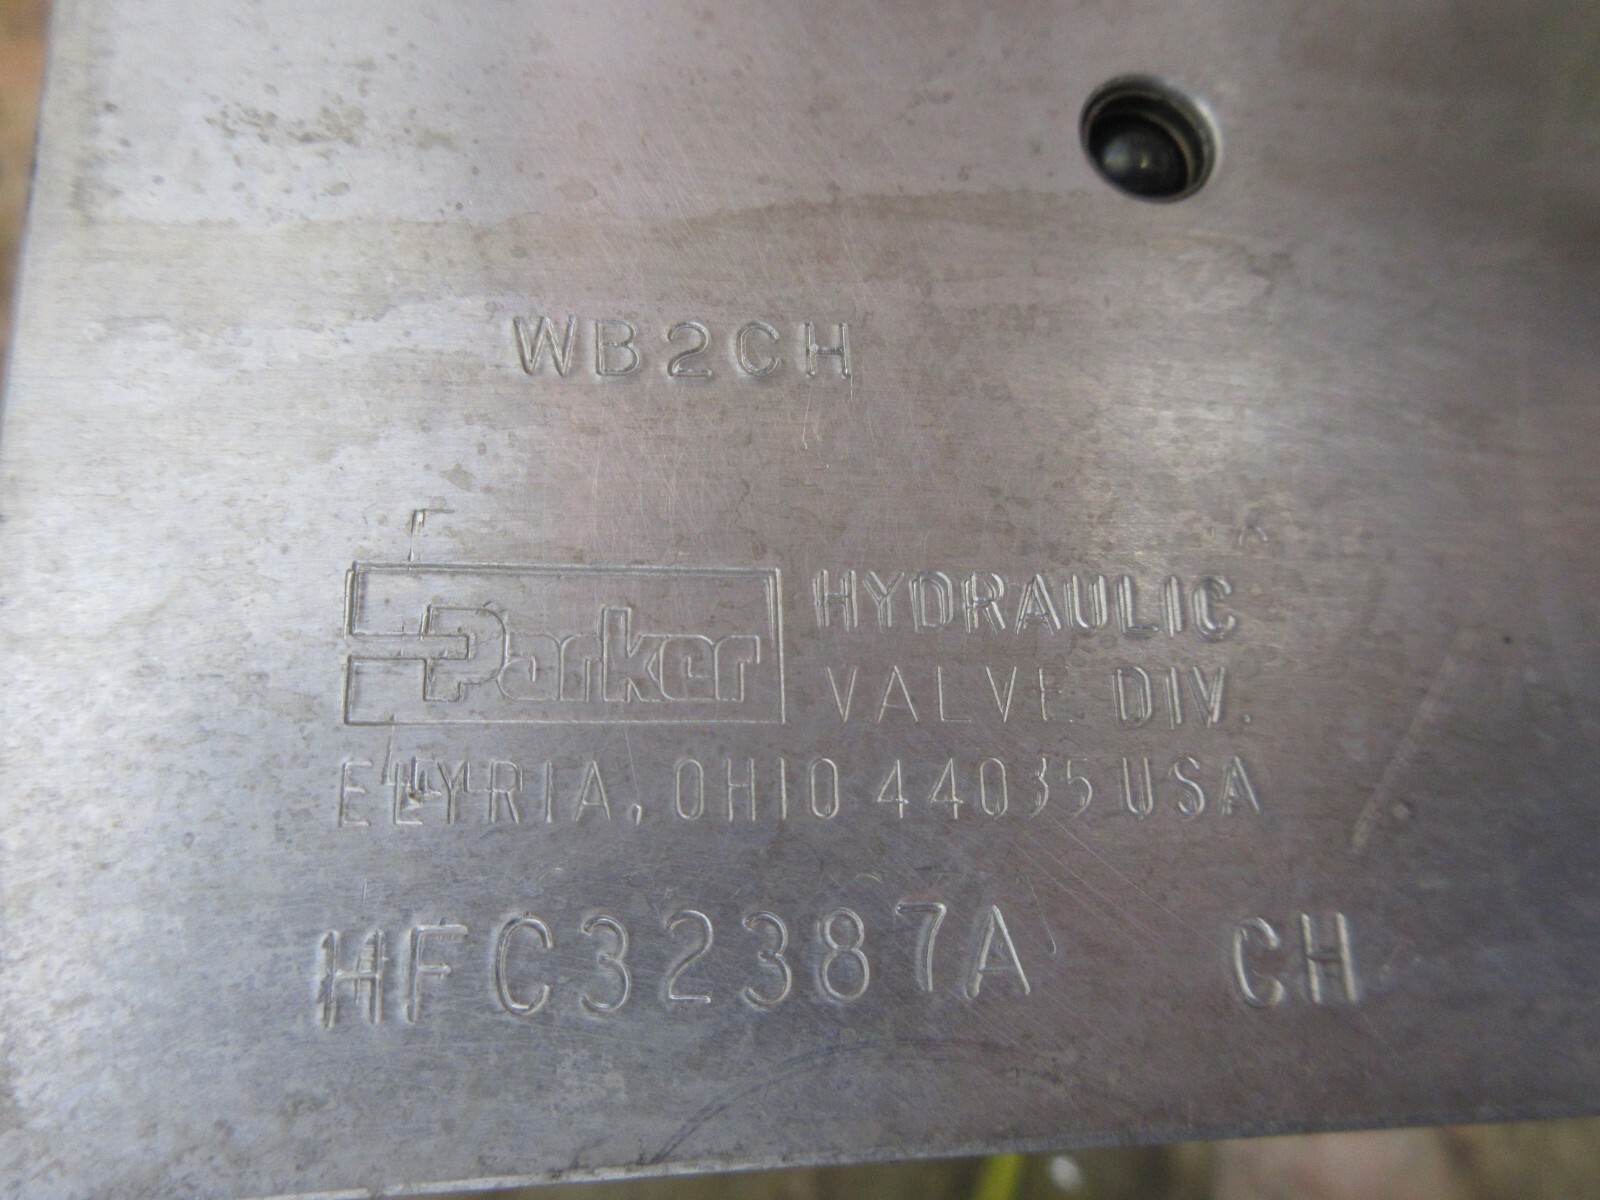 WB2CH
Parker HYDRAULIC
VALVE DIV.
ELYRIA, OHIO 44035 USA
HFC32387A CH